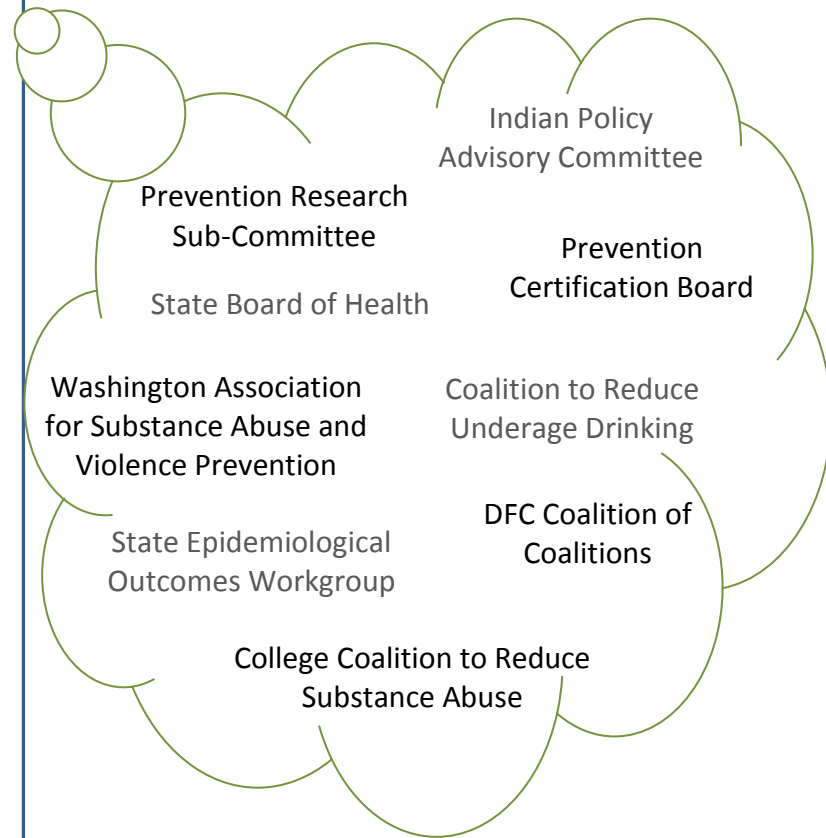 Indian Policy
Advisory Committee
Prevention Research
Sub-Committee
Prevention
Certification Board
State Board of Health
Washington Association
for Substance Abuse and
Violence Prevention
Coalition to Reduce
Underage Drinking
DFC Coalition of
Coalitions
State Epidemiological
Outcomes Workgroup
College Coalition to Reduce
Substance Abuse